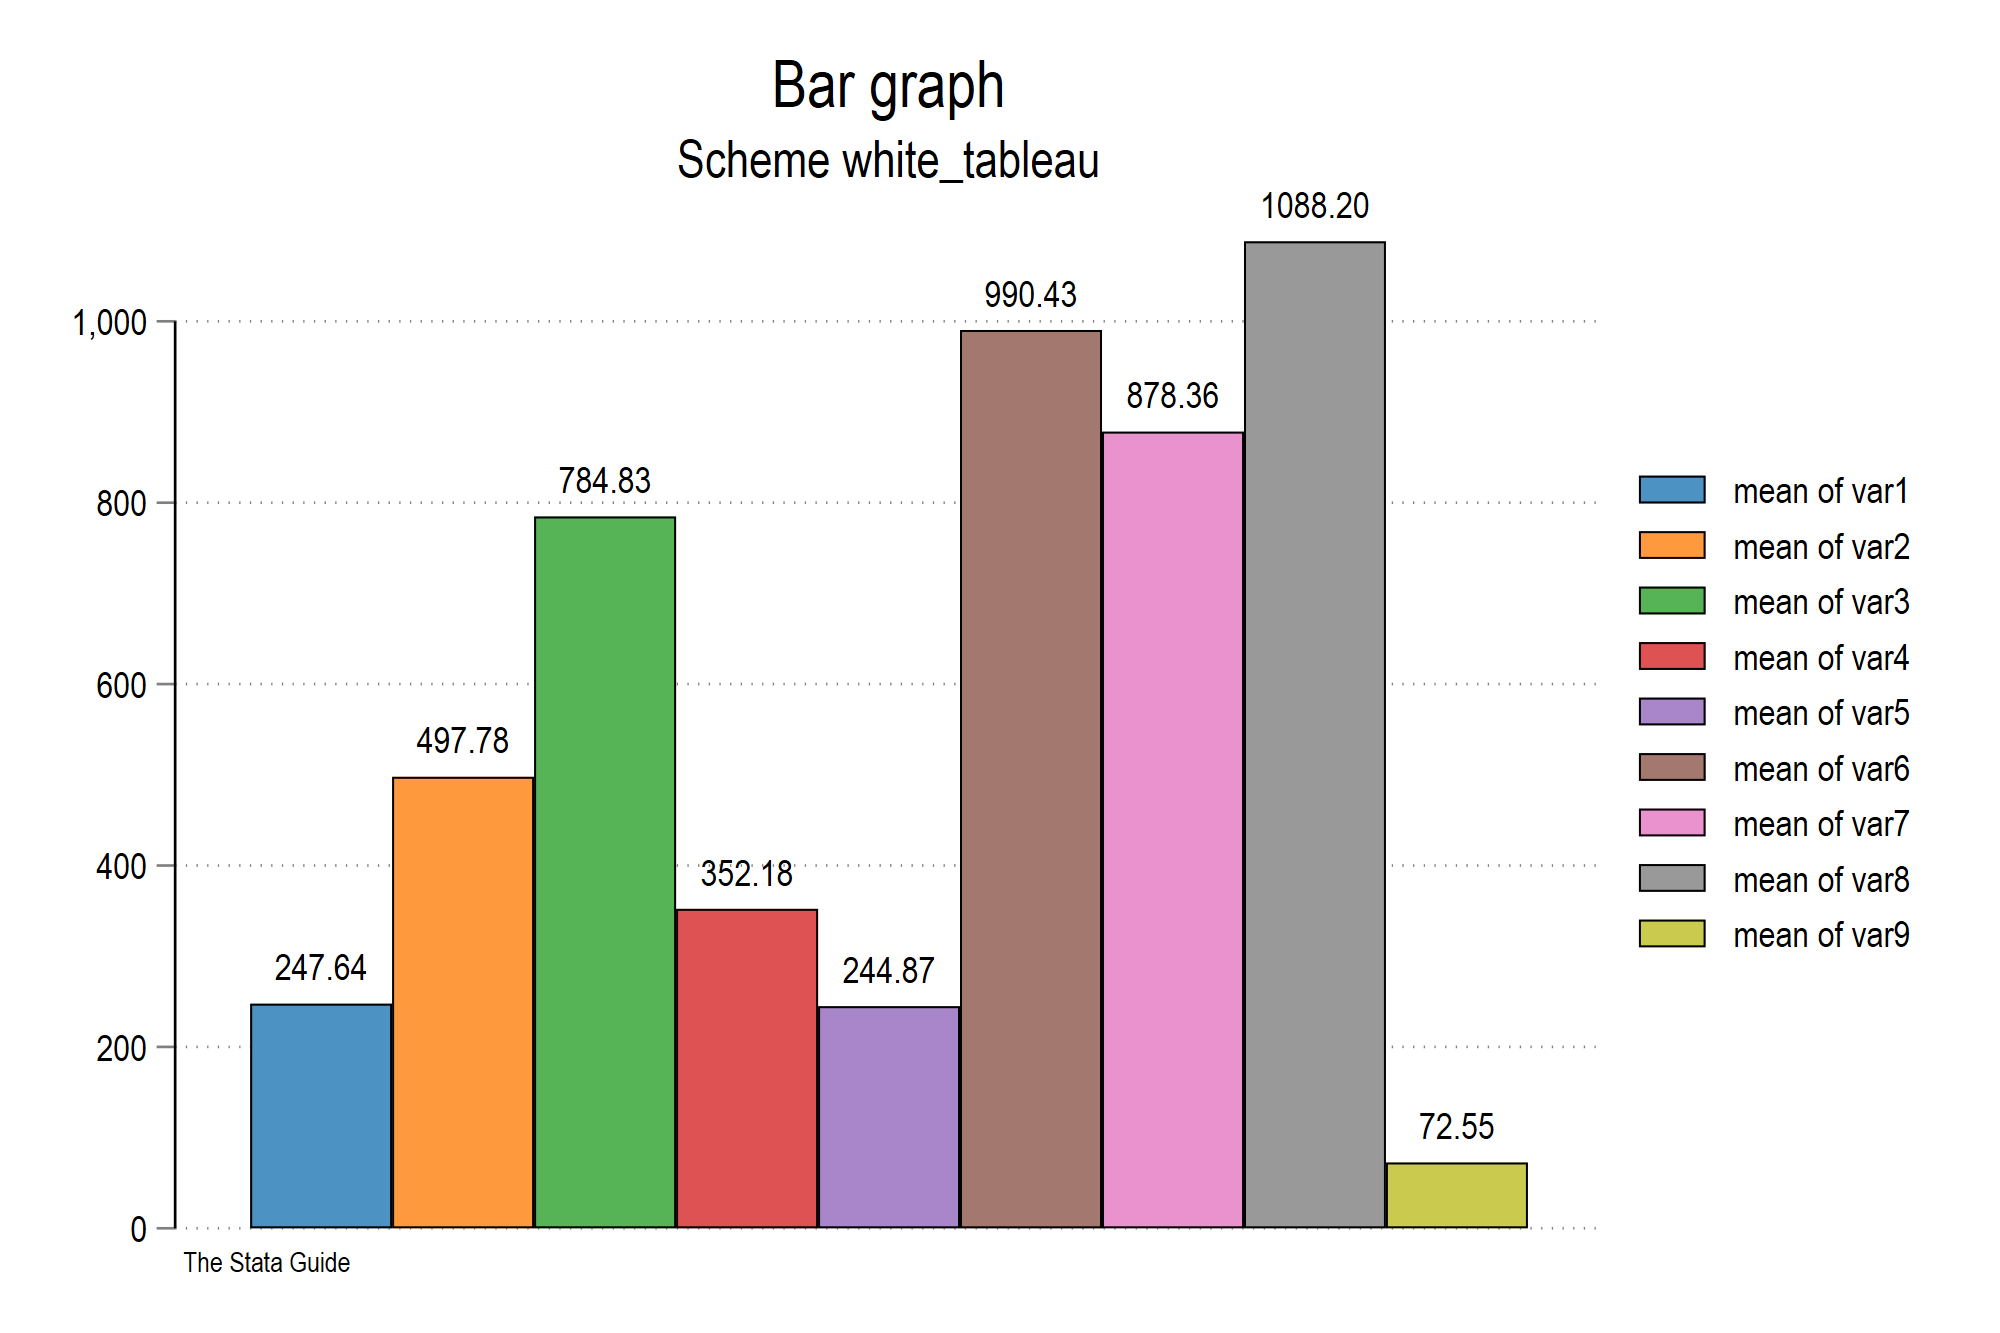 Bar graph
Scheme white_tableau
1088.20
990.43
1,000
878.36
784.83
800
600
497.78
400
352.18
247.64
244.87
200
72.55
0
mean of var1
mean of var2
mean of var3
mean of var4
mean of var5
mean of var6
mean of var7
mean of var8
mean of var9
The Stata Guide